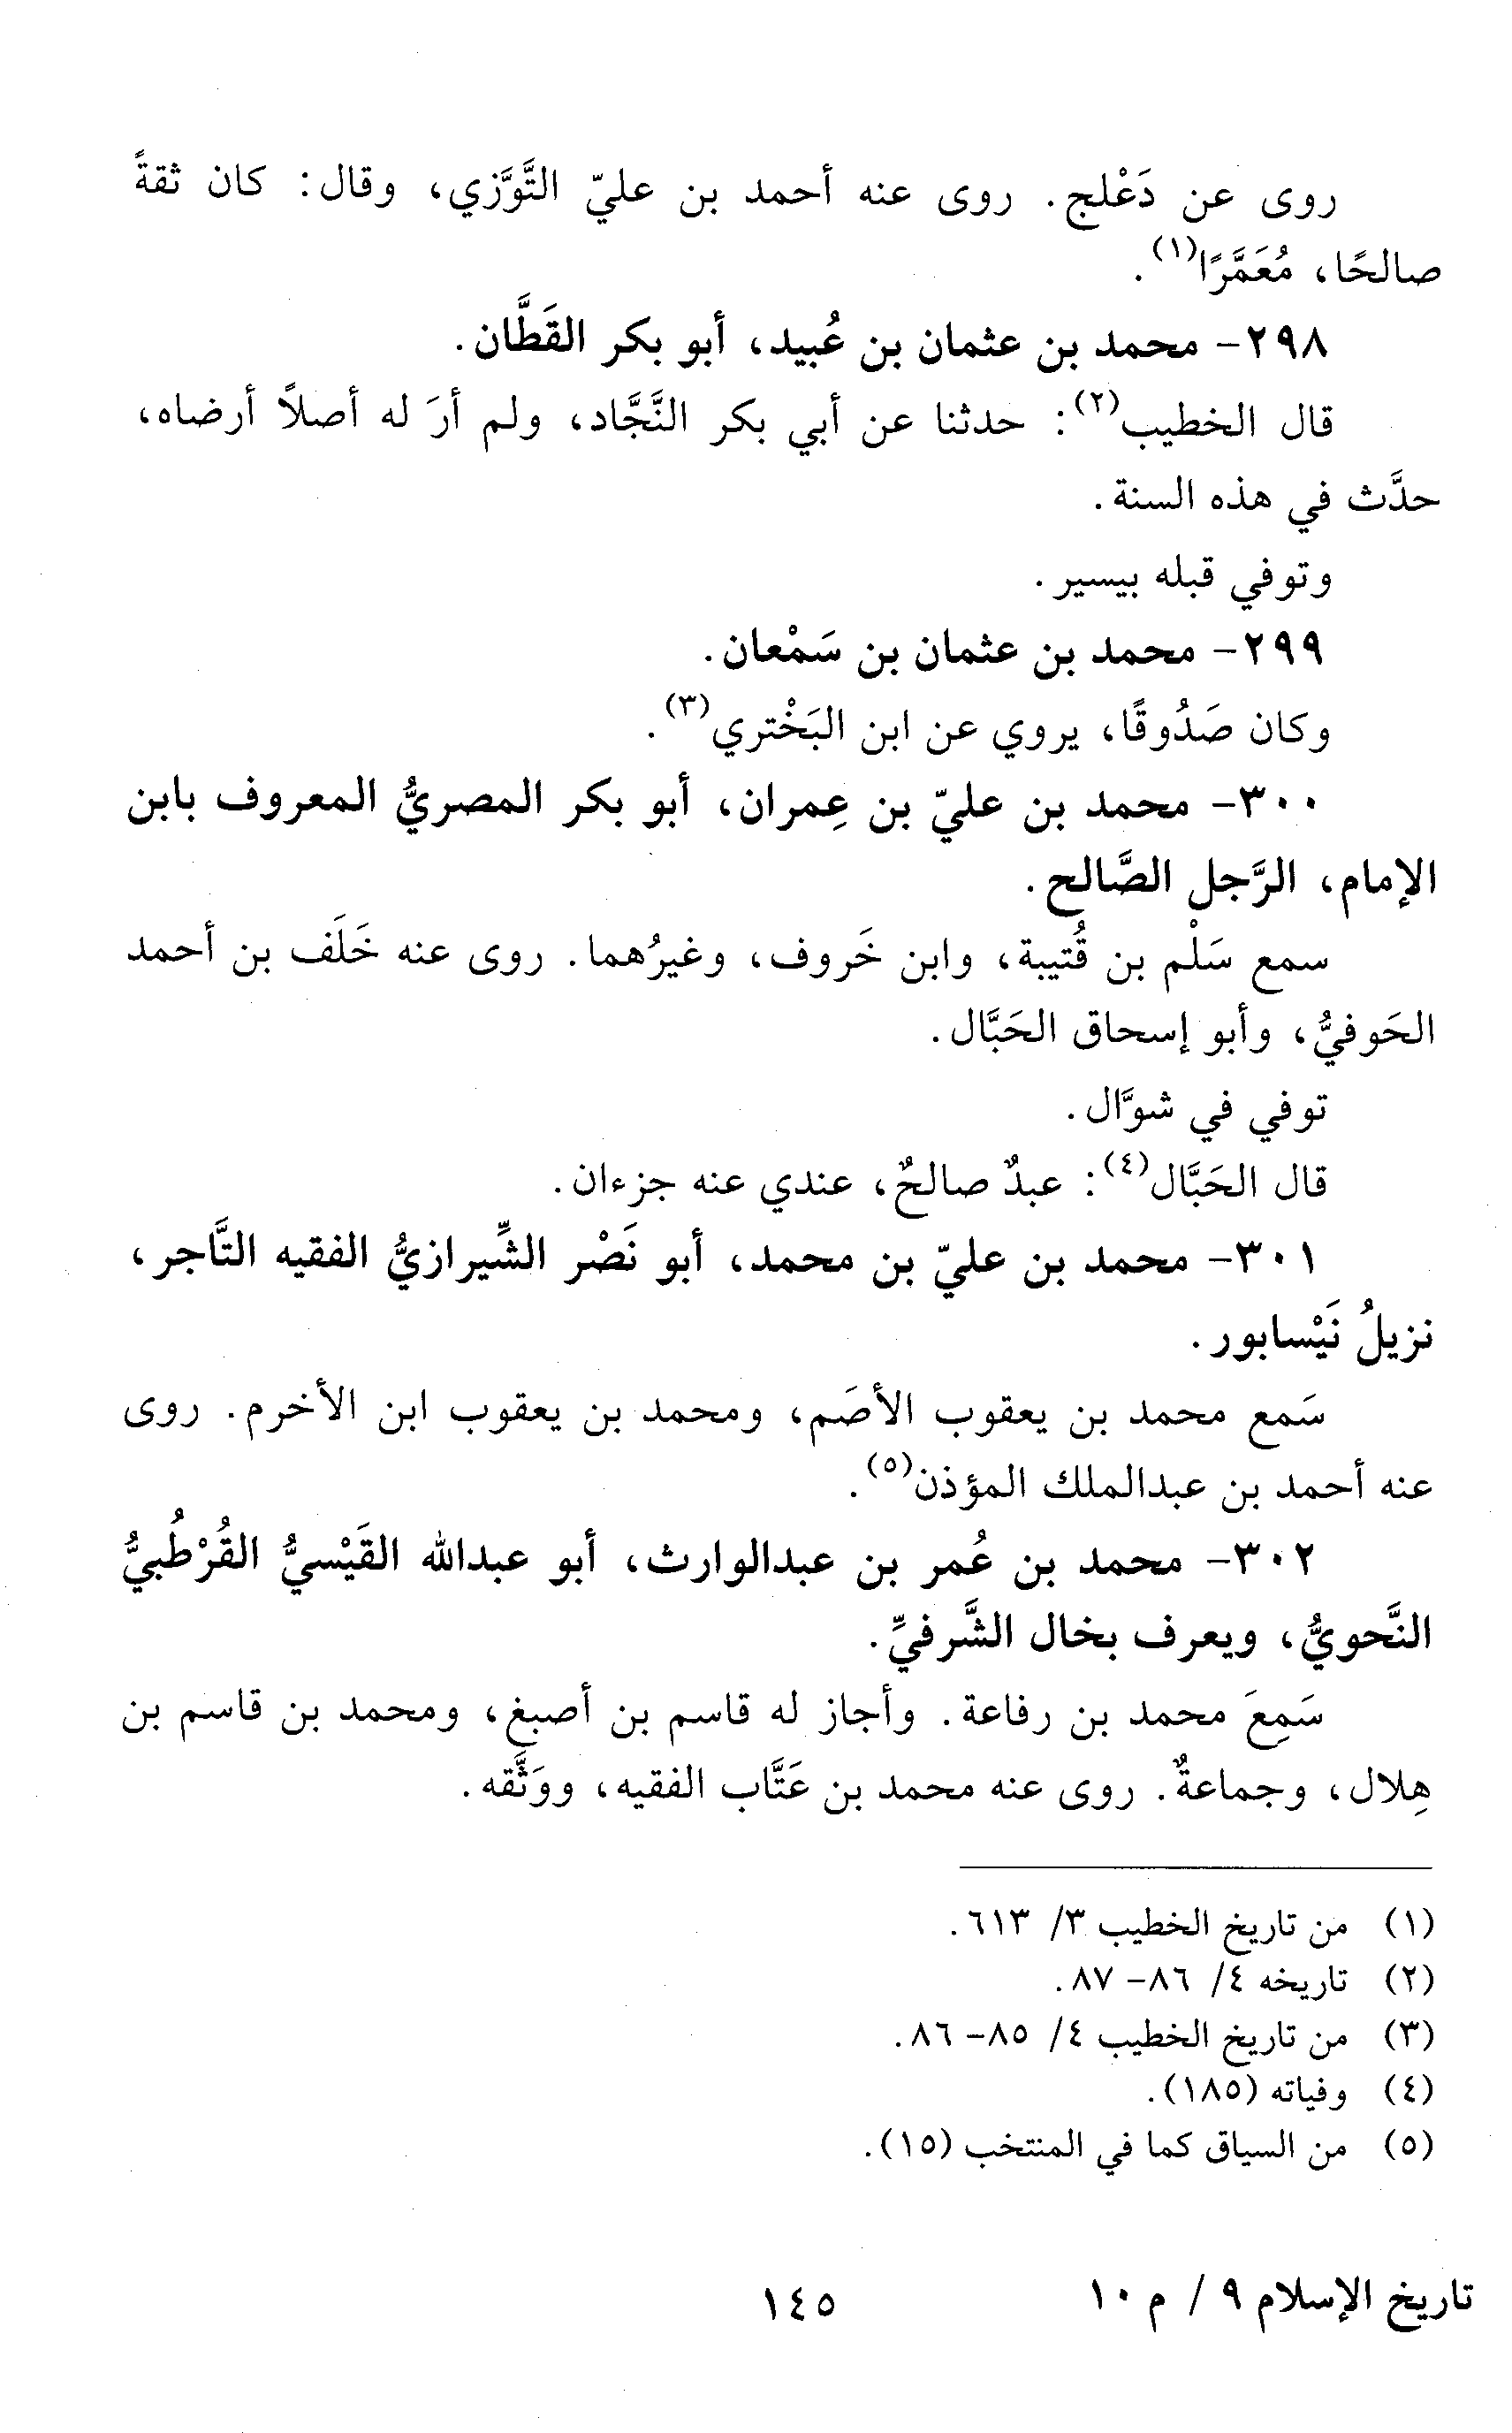 روى عن دَعْلج. روى عنه أحمد بن عليّ التَّوَّزي، وقال: كان ثقةً
صالحًا، مُعَمَّرًا(١).
٢٩٨- محمد بن عثمان بن عُبيد، أبو بكر القَطَّان.
قال الخطيب(٢): حدثنا عن أبي بكر النَّجَّاد، ولم أرَ له أصلاً أرضاه،
حدَّث في هذه السنة.
وتوفي قبله بيسير.
٢٩٩- محمد بن عثمان بن سَمْعان.
وكان صَدُوقًا، يروي عن ابن البَخْتري(٣).
٣٠٠- محمد بن عليّ بن عِمران، أبو بكر المصريُّ المعروف بابن
الإمام، الرَّجل الصَّالح.
سمع سَلْم بن قُتيبة، وابن خَروف، وغيرُهما. روى عنه خَلَف بن أحمد
الحَوفيُّ، وأبو إسحاق الحَبَّال.
توفي في شوَّال.
قال الحَبَّال(٤): عبدٌ صالحٌ، عندي عنه جزءان.
٣٠١- محمد بن عليّ بن محمد، أبو نَصْر الشِّيرازيُّ الفقيه التَّاجر،
نزيلُ نَيْسابور.
سَمع محمد بن يعقوب الأصَم، ومحمد بن يعقوب ابن الأخرم. روى
عنه أحمد بن عبدالملك المؤذن(٥).
٣٠٢- محمد بن عُمر بن عبدالوارث، أبو عبدالله القَيْسيُّ القُرْطُبيُّ
النَّحويُّ، ويعرف بخال الشَّرفيِّ.
سَمِعَ محمد بن رفاعة. وأجاز له قاسم بن أصبغ، ومحمد بن قاسم بن
هِلال، وجماعةٌ. روى عنه محمد بن عَتَّاب الفقيه، ووَثَّقه.
(١) من تاريخ الخطيب ٣/ ٦١٣.
(٢) تاريخه ٤/ ٨٦- ٨٧.
(٣) من تاريخ الخطيب ٤/ ٨٥- ٨٦.
(٤) وفياته (١٨٥).
(٥) من السياق كما في المنتخب (١٥).
تاريخ الإسلام ٩ / م ١٠
١٤٥